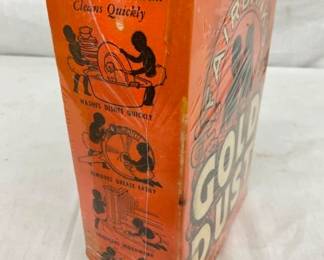 Cleans Quickly
WASHES DISHES QUICKLY
REMOVES GREASE EASILY
FAIRBANK'S
GOLD
DUST